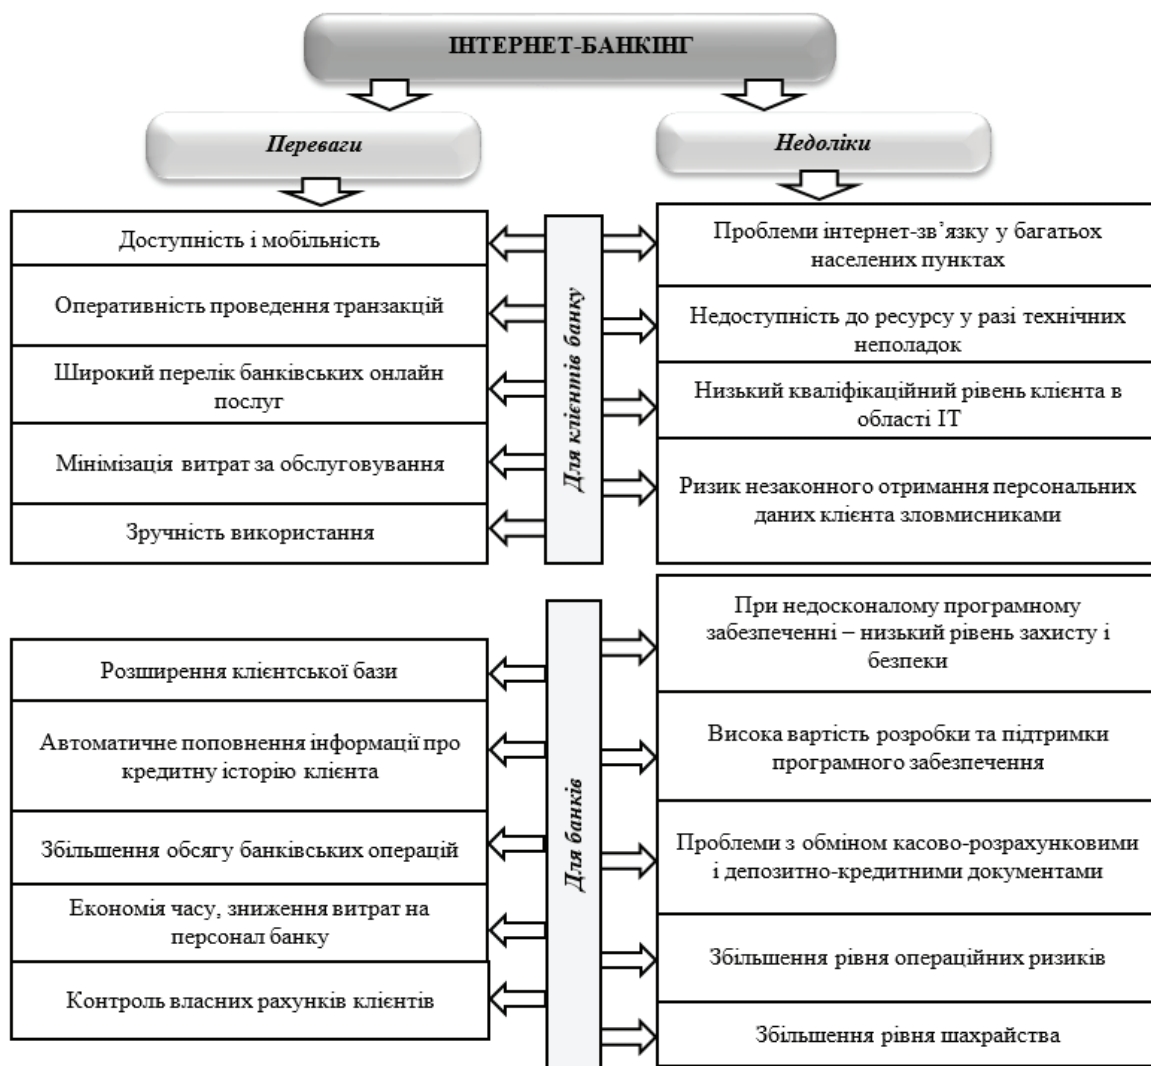 ІНТЕРНЕТ-БАНКІНГ
Переваги
Недоліки
Доступність і мобільність
Оперативність проведення транзакцій
Широкий перелік банківських онлайн
послуг
Мінімізація витрат за обслуговування
Зручність використання
Для клієнтів банку
Проблеми інтернет-зв’язку у багатьох
населених пунктах
Недоступність до ресурсу у разі технічних
неполадок
Низький кваліфікаційний рівень клієнта в
області ІТ
Ризик незаконного отримання персональних
даних клієнта зловмисниками
Розширення клієнтської бази
Автоматичне поповнення інформації про
кредитну історію клієнта
Збільшення обсягу банківських операцій
Економія часу, зниження витрат на
персонал банку
Контроль власних рахунків клієнтів
Для банків
При недосконалому програмному
забезпеченні – низький рівень захисту і
безпеки
Висока вартість розробки та підтримки
програмного забезпечення
Проблеми з обміном касово-розрахунковими
і депозитно-кредитними документами
Збільшення рівня операційних ризиків
Збільшення рівня шахрайства